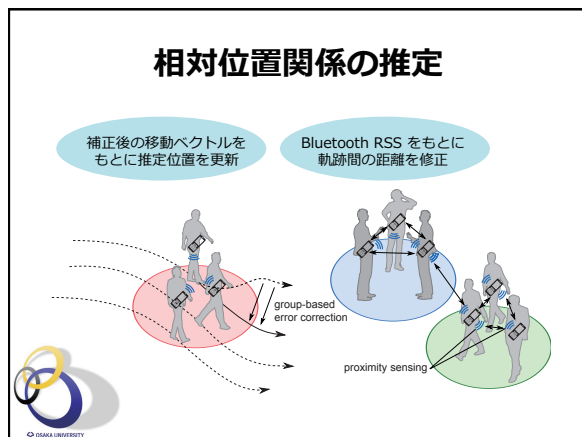 相対位置関係の推定
補正後の移動ベクトルを
もとに推定位置を更新
Bluetooth RSS をもとに
軌跡間の距離を修正
group-based
error correction
proximity sensing
OSAKA UNIVERSITY